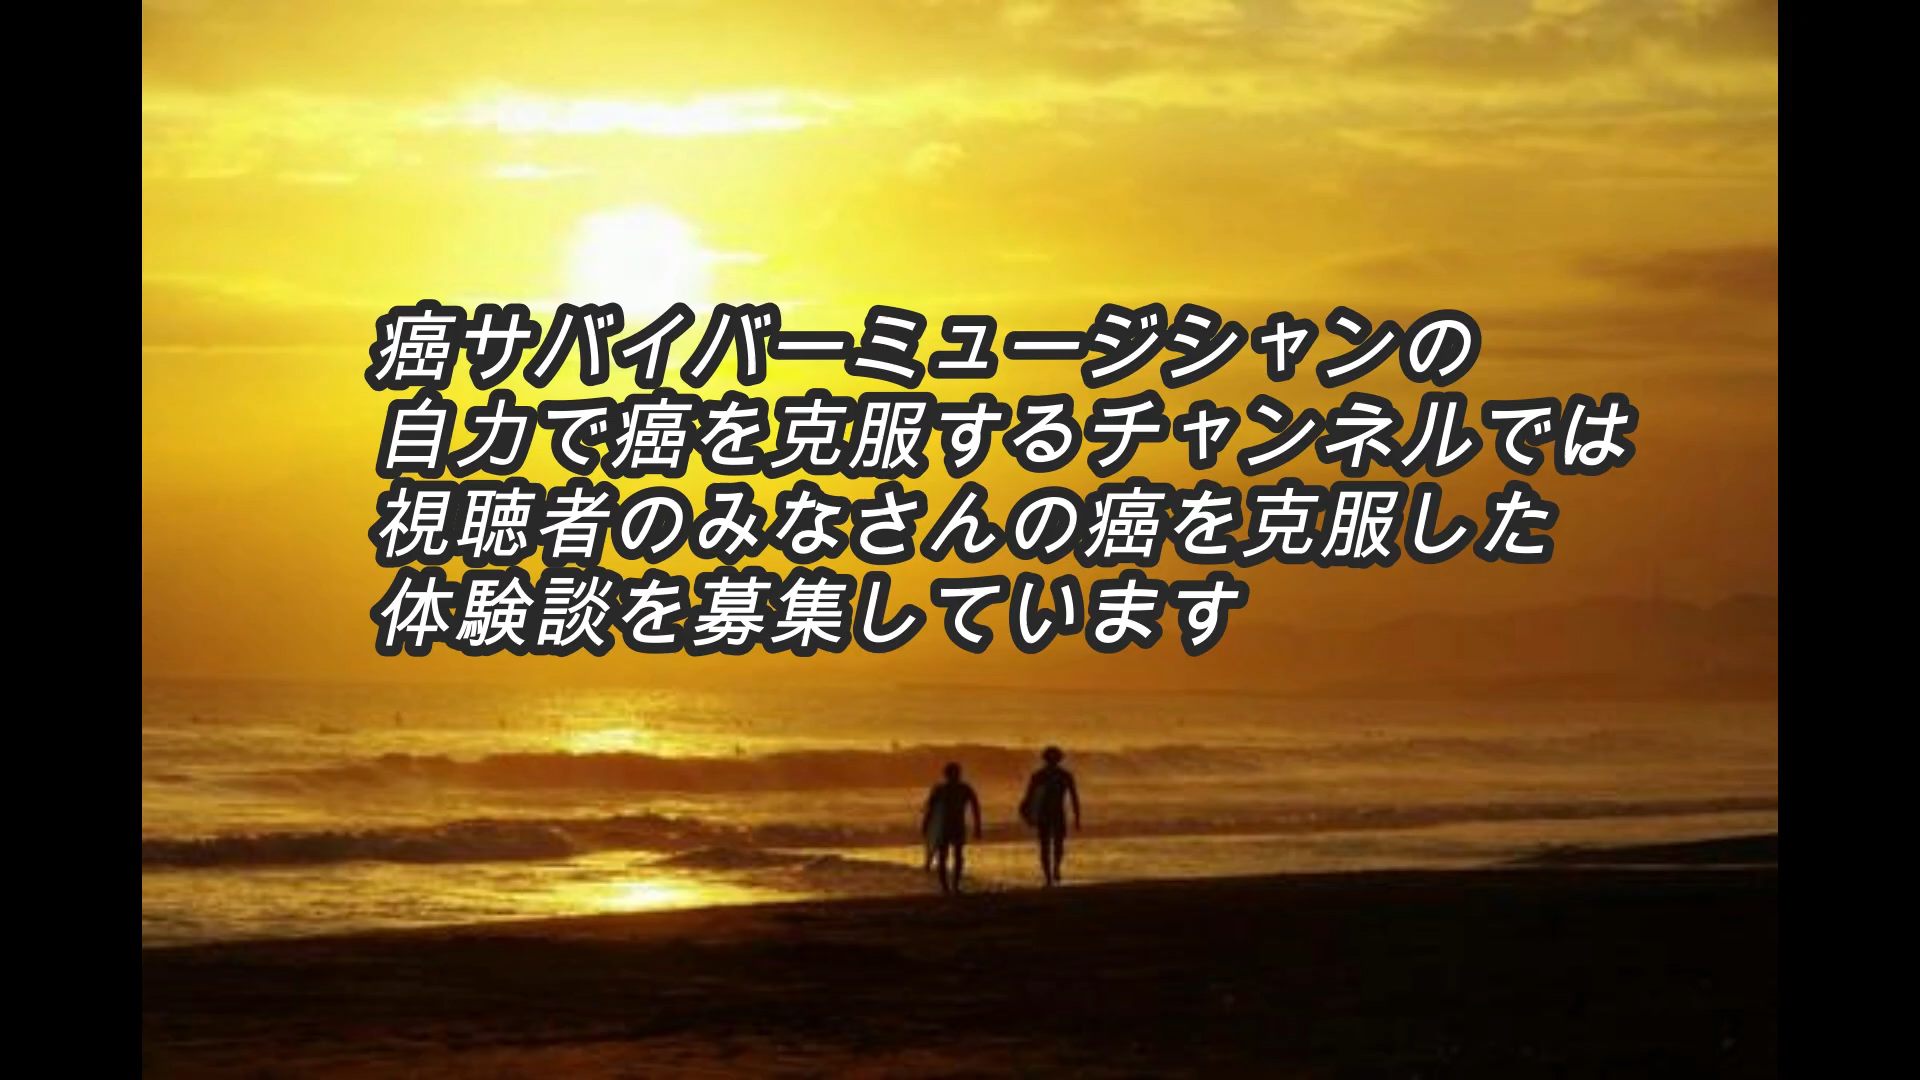 癌サバイバーミュージシャンの
自力で癌を克服するチャンネルでは
視聴者のみなさんの癌を克服した
体験談を募集しています